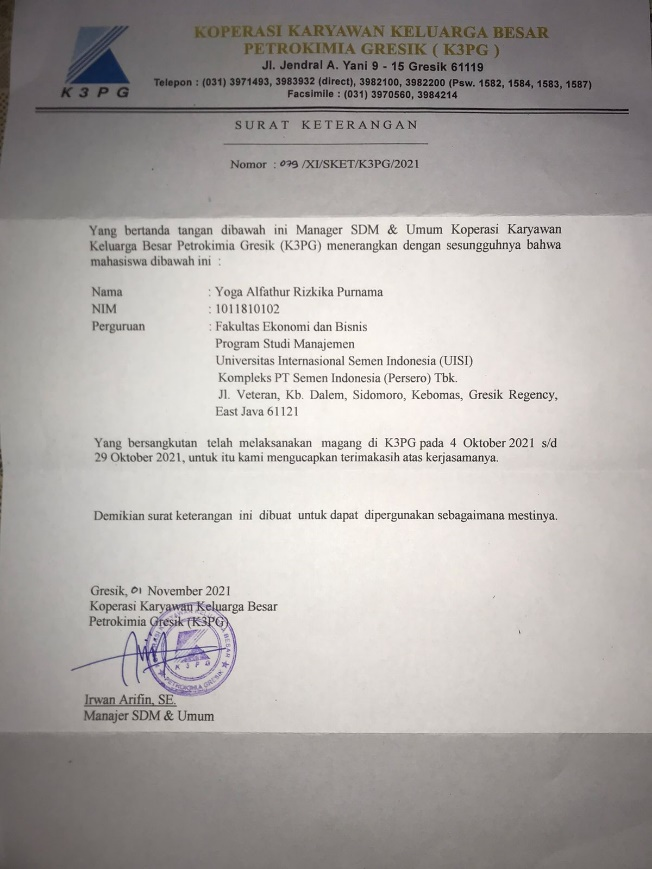 KOPERASI KARYAWAN KELUARGA BESAR
PETROKIMIA GRESIK ( K3PG )
Jl. Jendral A. Yani 9 - 15 Gresik 61119
Telepon : (031) 3971493, 3983932 (direct), 3982100, 3982200 (Psw. 1582, 1584, 1583, 1587)
Facsimile : (031) 3970560, 3984214
K3PG
SURAT KETERANGAN
Nomor : 079 /XI/SKET/K3PG/2021
Yang bertanda tangan dibawah ini Manager SDM & Umum Koperasi Karyawan
Keluarga Besar Petrokimia Gresik (K3PG) menerangkan dengan sesungguhnya bahwa
mahasiswa dibawah ini :
Nama : Yoga Alfathur Rizkika Purnama
NIM : 1011810102
Perguruan : Fakultas Ekonomi dan Bisnis
Program Studi Manajemen
Universitas Internasional Semen Indonesia (UISI)
Kompleks PT Semen Indonesia (Persero) Tbk.
Jl. Veteran, Kb. Dalem, Sidomoro, Kebomas, Gresik Regency,
East Java 61121
Yang bersangkutan telah melaksanakan magang di K3PG pada 4 Oktober 2021 s/d
29 Oktober 2021, untuk itu kami mengucapkan terimakasih atas kerjasamanya.
Demikian surat keterangan ini dibuat untuk dapat dipergunakan sebagaimana mestinya.
Gresik, 01 November 2021
Koperasi Karyawan Keluarga Besar
Petrokimia Gresik (K3PG)
KARYAWAN KELUARGA BESAR
K3PG
PETROKIMIA GRESIK
Irwan Arifin, SE.
Manajer SDM & Umum